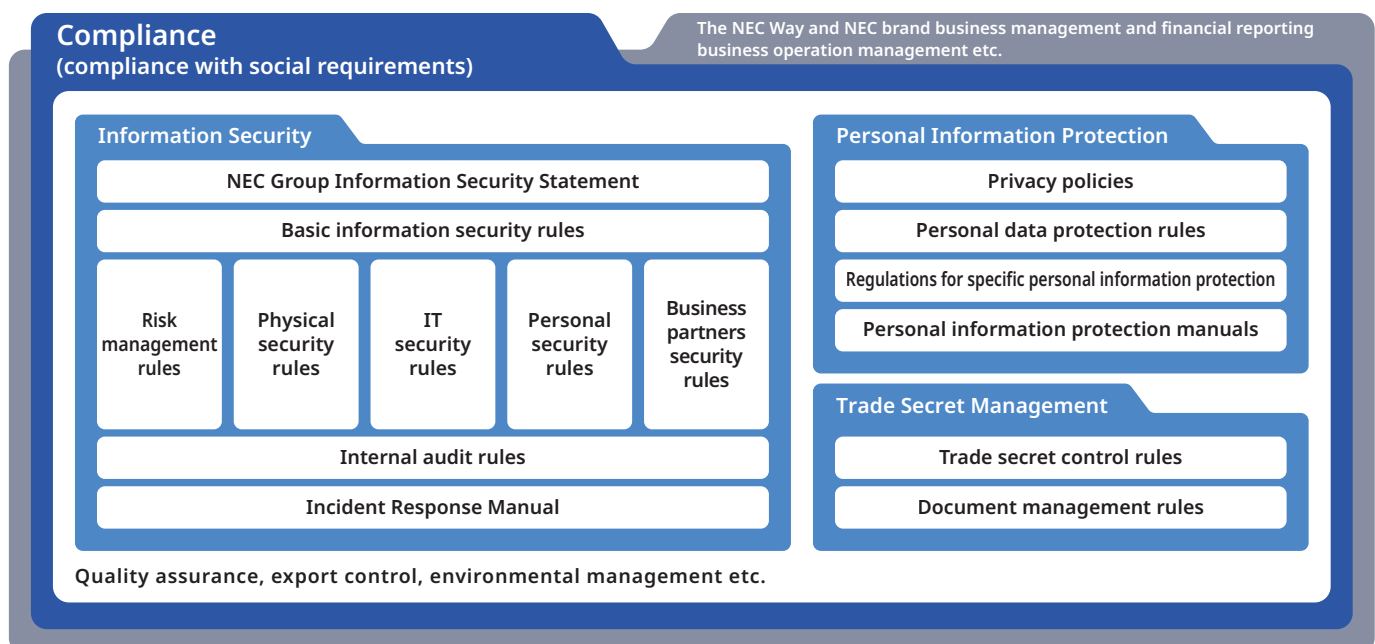 Compliance
(compliance with social requirements)
The NEC Way and NEC brand business management and financial reporting
business operation management etc.
Information Security
NEC Group Information Security Statement
Basic information security rules
Risk
management
rules
Physical
security
rules
IT
security
rules
Personal
security
rules
Business
partners
security
rules
Internal audit rules
Incident Response Manual
Personal Information Protection
Privacy policies
Personal data protection rules
Regulations for specific personal information protection
Personal information protection manuals
Trade Secret Management
Trade secret control rules
Document management rules
Quality assurance, export control, environmental management etc.